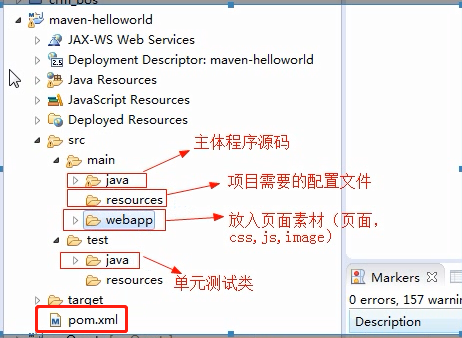 maven-helloworld
JAX-WS Web Services
Deployment Descriptor: maven-helloworld
Java Resources
JavaScript Resources
Deployed Resources
src
主体程序源码
main
java
项目需要的配置文件
resources
webapp
放入页面素材（页面，
css,js,image）
test
java
单元测试类
resources
target
pom.xml
Markers
0 errors, 157 warnin
Description